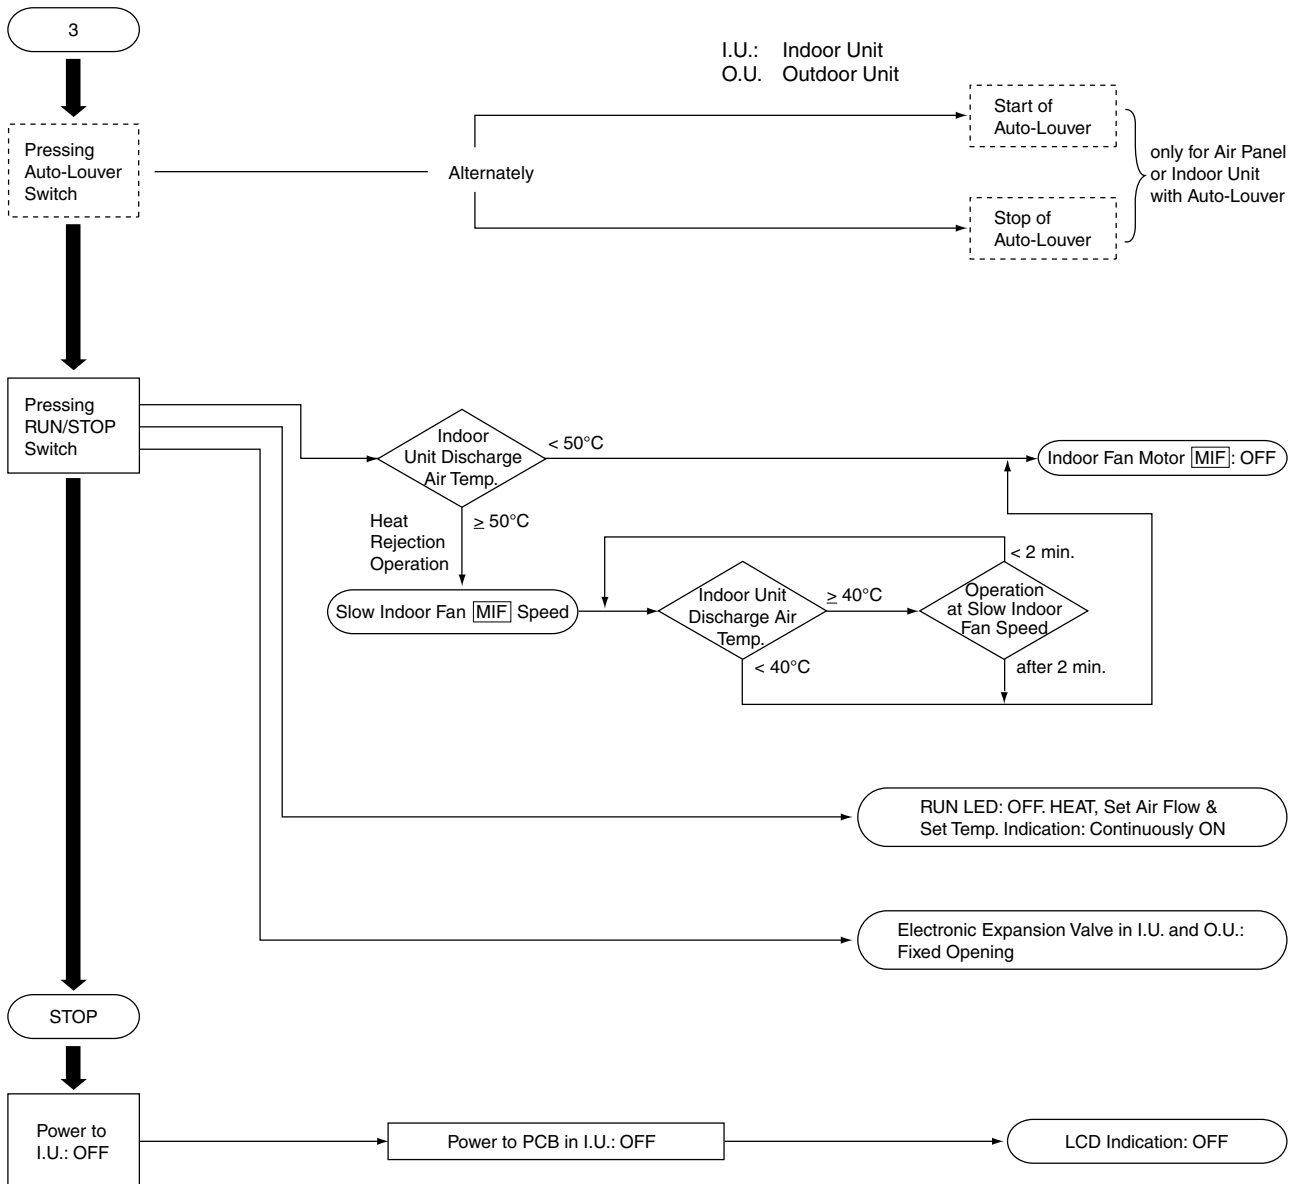 3
I.U.: Indoor Unit
O.U. Outdoor Unit
Pressing
Auto-Louver
Switch
Alternately
Start of
Auto-Louver
Stop of
Auto-Louver
only for Air Panel
or Indoor Unit
with Auto-Louver
Pressing
RUN/STOP
Switch
Indoor
Unit Discharge
Air Temp.
< 50°C
Indoor Fan Motor MIF: OFF
≥ 50°C
Heat
Rejection
Operation
Slow Indoor Fan MIF Speed
Indoor Unit
Discharge Air
Temp.
≥ 40°C
< 40°C
< 2 min.
Operation
at Slow Indoor
Fan Speed
after 2 min.
RUN LED: OFF. HEAT, Set Air Flow &
Set Temp. Indication: Continuously ON
Electronic Expansion Valve in I.U. and O.U.:
Fixed Opening
STOP
Power to
I.U.: OFF
Power to PCB in I.U.: OFF
LCD Indication: OFF